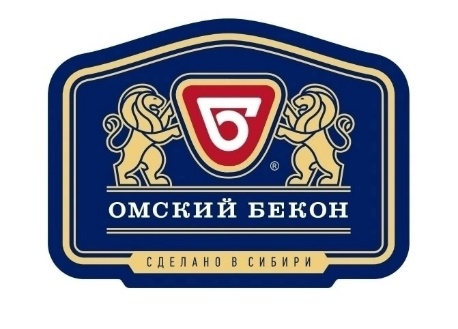 Б
®
ОМСКИЙ БЕКОН
СДЕЛАНО В СИБИРИ